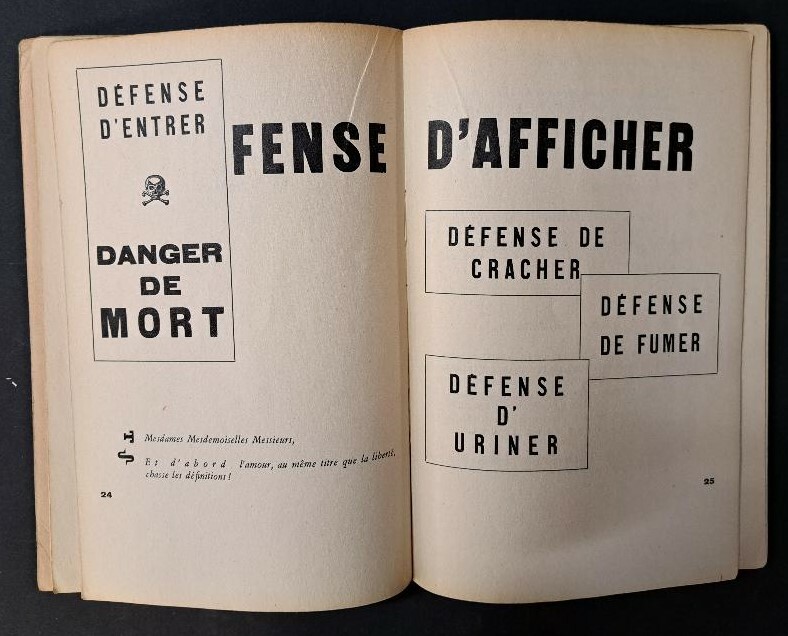 DÉFENSE
D'ENTRER
DANGER
DE
MORT
FENSE D'AFFICHER
DÉFENSE DE
CRACHER
DÉFENSE
DE FUMER
DÉFENSE
D'
URINER
Mesdames Mesdemoiselles Messieurs,
Et d'abord l'amour, au même titre que la liberté,
chasse les définitions !
24
25